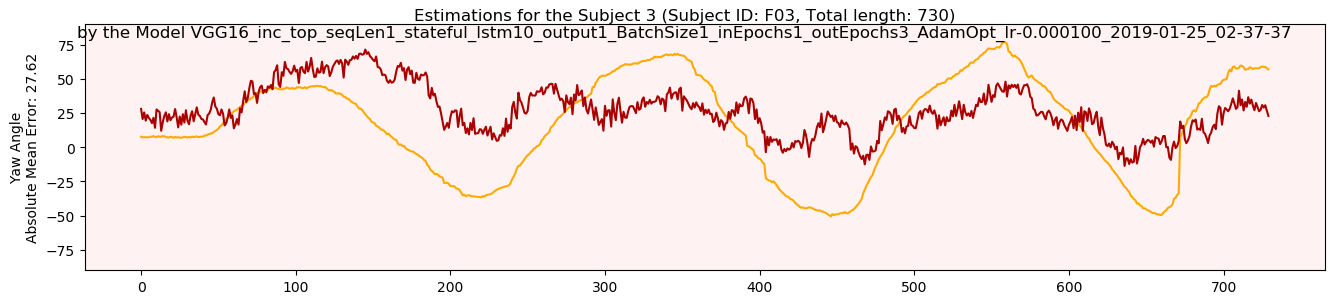 Estimations for the Subject 3 (Subject ID: F03, Total length: 730)
by the Model VGG16_inc_top_seqLen1_stateful_lstm10_output1_BatchSize1_inEpochs1_outEpochs3_AdamOpt_lr-0.000100_2019-01-25_02-37-37
Yaw Angle
Absolute Mean Error: 27.62
75
50
25
0
−25
−50
−75
0 100 200 300 400 500 600 700